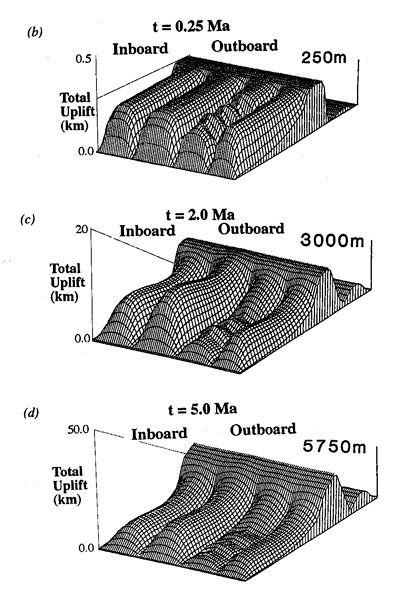 (b)
t = 0.25 Ma
Inboard Outboard
0.5
250m
Total
Uplift
(km)
0.0
(c)
t = 2.0 Ma
20
Inboard Outboard
3000m
Total
Uplift
(km)
0.0
(d)
t = 5.0 Ma
50.0
Inboard Outboard
5750m
Total
Uplift
(km)
0.0